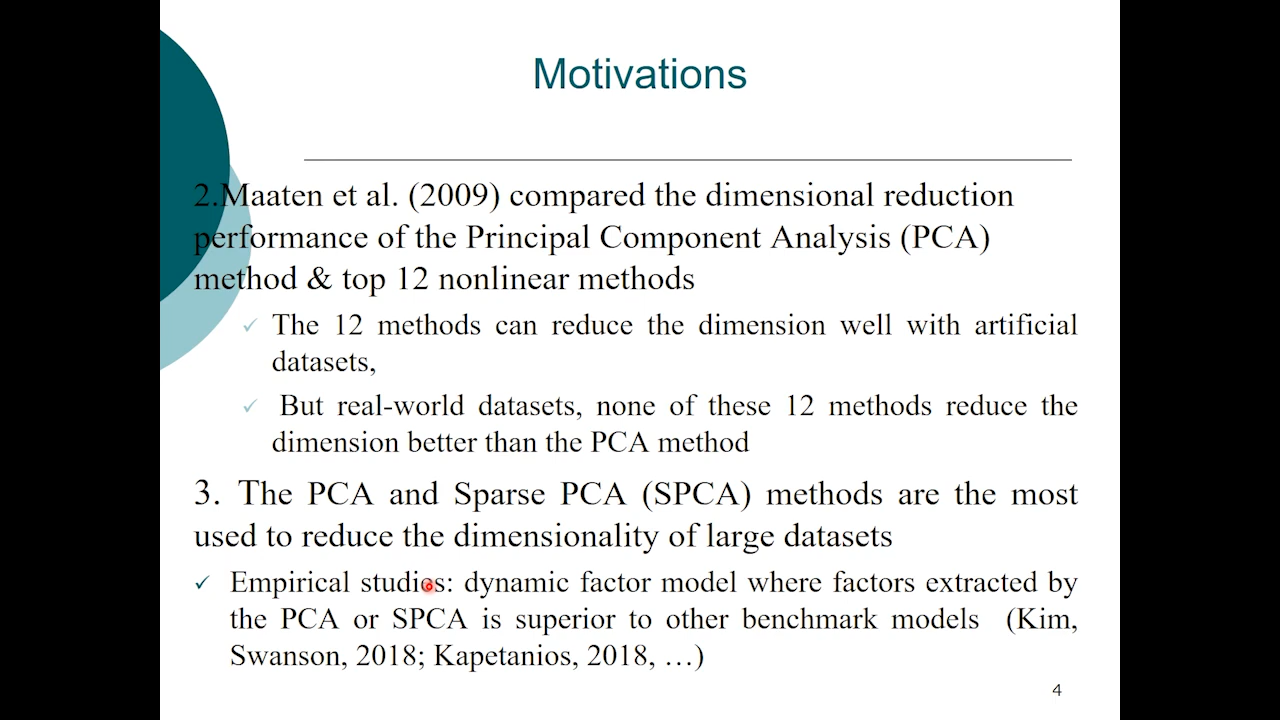 Motivations
2.Maaten et al. (2009) compared the dimensional reduction
performance of the Principal Component Analysis (PCA)
method & top 12 nonlinear methods
✓ The 12 methods can reduce the dimension well with artificial
datasets,
✓ But real-world datasets, none of these 12 methods reduce the
dimension better than the PCA method
3. The PCA and Sparse PCA (SPCA) methods are the most
used to reduce the dimensionality of large datasets
✓ Empirical studies: dynamic factor model where factors extracted by
the PCA or SPCA is superior to other benchmark models (Kim,
Swanson, 2018; Kapetanios, 2018, …)
4